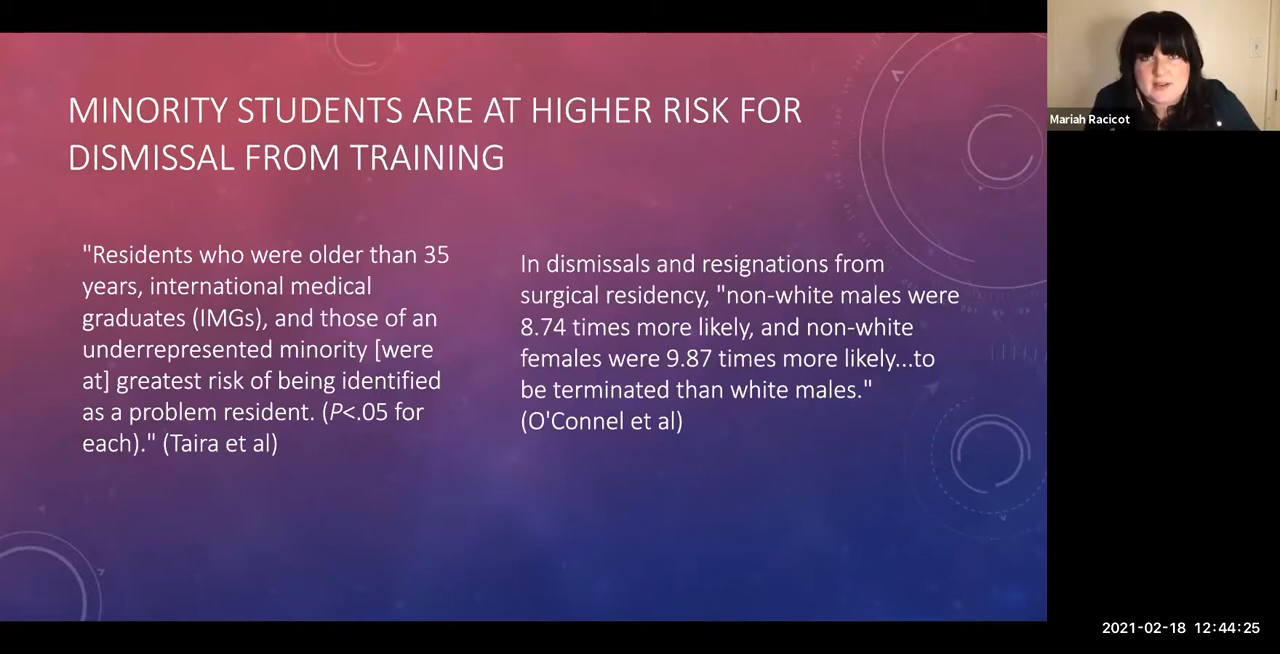 MINORITY STUDENTS ARE AT HIGHER RISK FOR
DISMISSAL FROM TRAINING
"Residents who were older than 35
years, international medical
graduates (IMGs), and those of an
underrepresented minority [were
at] greatest risk of being identified
as a problem resident. (P<.05 for
each)." (Taira et al)
In dismissals and resignations from
surgical residency, "non-white males were
8.74 times more likely, and non-white
females were 9.87 times more likely...to
be terminated than white males."
(O'Connel et al)
Mariah Racicot
2021-02-18 12:44:25